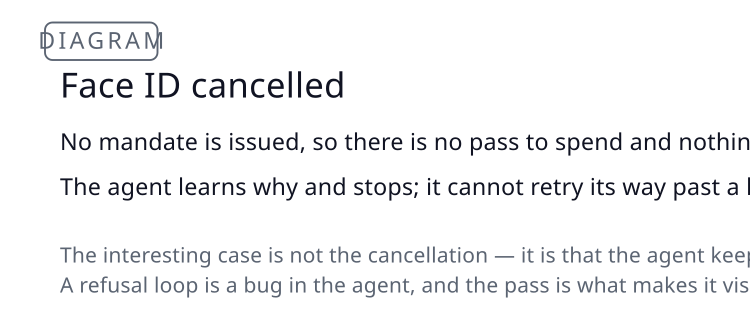 DIAGRAM
Face ID cancelled
No mandate is issued, so there is no pass to spend and nothin
The agent learns why and stops; it cannot retry its way past a
The interesting case is not the cancellation — it is that the agent keep
A refusal loop is a bug in the agent, and the pass is what makes it vis